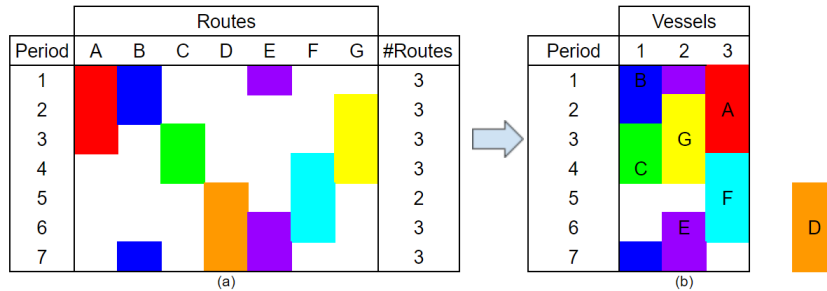 Routes
Period A B C D E F G #Routes
1 3
2 3
3 3
4 3
5 2
6 3
7 3
(a)
Vessels
Period 1 2 3
1 B
2 A
3 G
4 C
5 F
6 E D
7
(b)